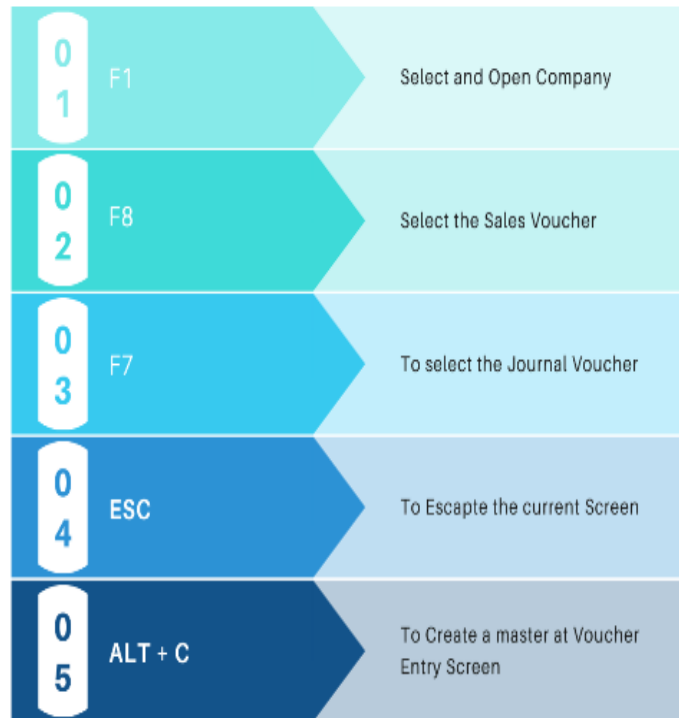 0
1
F1
Select and Open Company
0
2
F8
Select the Sales Voucher
0
3
F7
To select the Journal Voucher
0
4
ESC
To Escapte the current Screen
0
5
ALT + C
To Create a master at Voucher
Entry Screen